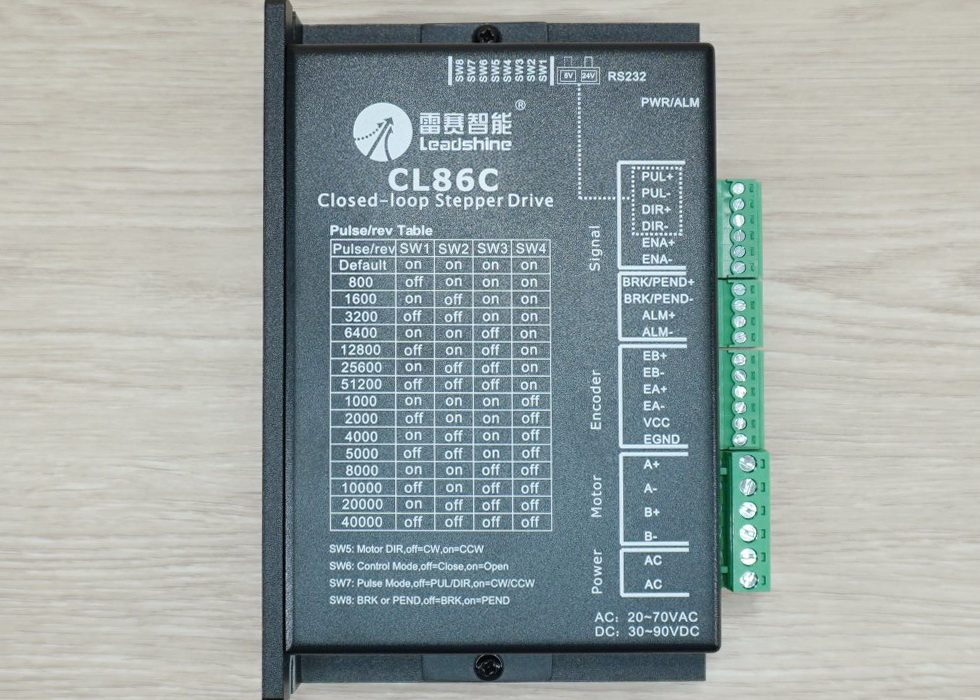 SW8 SW7 SW6 SW5 SW4 SW3 SW2 SW1 5V 24V RS232
PWR/ALM
雷赛智能®
Leadshine
CL86C
Closed-loop Stepper Drive
Pulse/rev Table
Pulse/rev SW1 SW2 SW3 SW4
Default on on on on
800 off on on on
1600 on off on on
3200 off off on on
6400 on on off on
12800 off on off on
25600 on off off on
51200 off off off on
1000 on on on off
2000 off on on off
4000 on off on off
5000 off off on off
8000 on on off off
10000 off on off off
20000 on off off off
40000 off off off off
SW5: Motor DIR,off=CW,on=CCW
SW6: Control Mode,off=Close,on=Open
SW7: Pulse Mode,off=PUL/DIR,on=CW/CCW
SW8: BRK or PEND,off=BRK,on=PEND
Signal
PUL+
PUL-
DIR+
DIR-
ENA+
ENA-
BRK/PEND+
BRK/PEND-
ALM+
ALM-
Encoder
EB+
EB-
EA+
EA-
VCC
EGND
Motor
A+
A-
B+
B-
Power
AC
AC
AC: 20~70VAC
DC: 30~90VDC